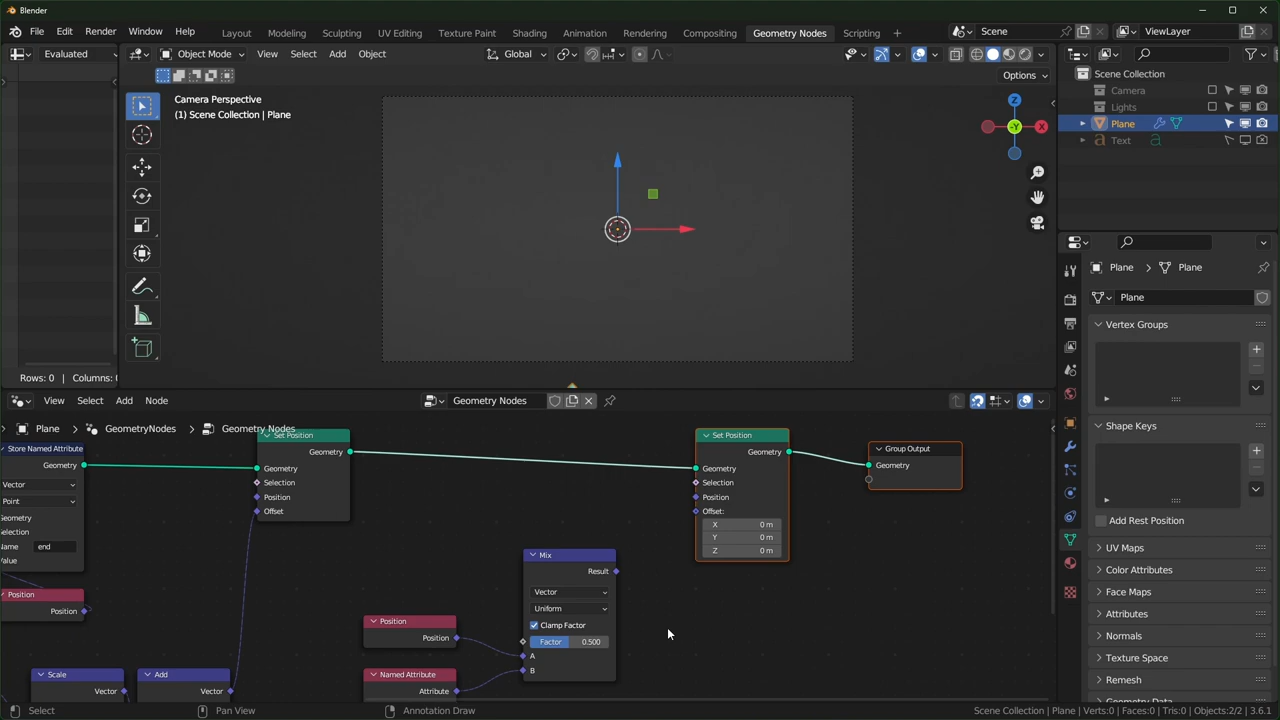 Blender
File Edit Render Window Help Layout Modeling Sculpting UV Editing Texture Paint Shading Animation Rendering Compositing Geometry Nodes Scripting + Scene ViewLayer
Evaluated Object Mode View Select Add Object Global
Options
Camera Perspective
(1) Scene Collection | Plane
Z
-Y
X
Rows: 0 | Columns: 0
Scene Collection
Camera
Lights
Plane
Text
Plane > Plane
Plane
Vertex Groups
Shape Keys
Add Rest Position
UV Maps
Color Attributes
Face Maps
Attributes
Normals
Texture Space
Remesh
Geometry Data
View Select Add Node Geometry Nodes
Plane > GeometryNodes > Geometry Nodes
Store Named Attribute
Geometry
Vector
Point
Geometry
Selection
Name end
Value
Position
Position
Scale
Vector
Add
Vector
Set Position
Geometry
Geometry
Selection
Position
Offset
Position
Position
Named Attribute
Attribute
Mix
Result
Vector
Uniform
Clamp Factor
Factor 0.500
A
B
Set Position
Geometry
Geometry
Selection
Position
Offset:
X 0 m
Y 0 m
Z 0 m
Group Output
Geometry
Select Pan View Annotation Draw Scene Collection | Plane | Verts:0 | Faces:0 | Tris:0 | Objects:2/2 | 3.6.1